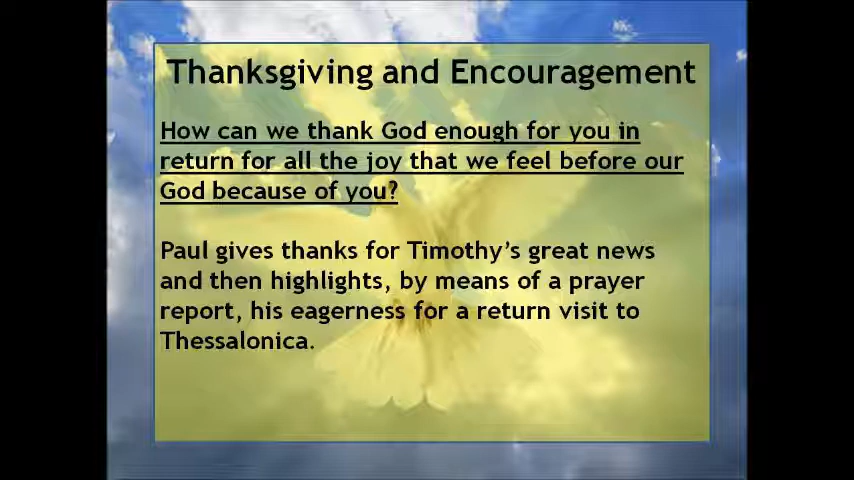 Thanksgiving and Encouragement
How can we thank God enough for you in
return for all the joy that we feel before our
God because of you?
Paul gives thanks for Timothy's great news
and then highlights, by means of a prayer
report, his eagerness for a return visit to
Thessalonica.